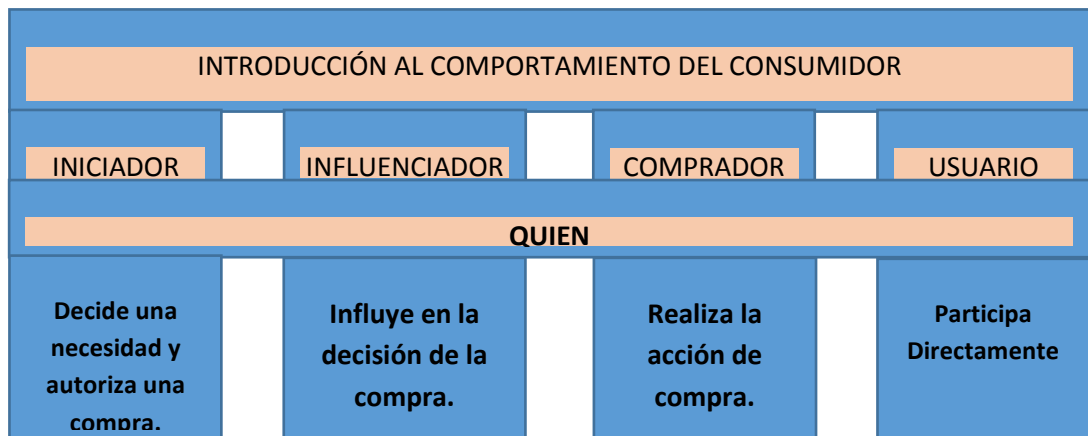 INTRODUCCIÓN AL COMPORTAMIENTO DEL CONSUMIDOR
INICIADOR
INFLUENCIADOR
COMPRADOR
USUARIO
QUIEN
Decide una
necesidad y
autoriza una
compra.
Influye en la
decisión de la
compra.
Realiza la
acción de
compra.
Participa
Directamente